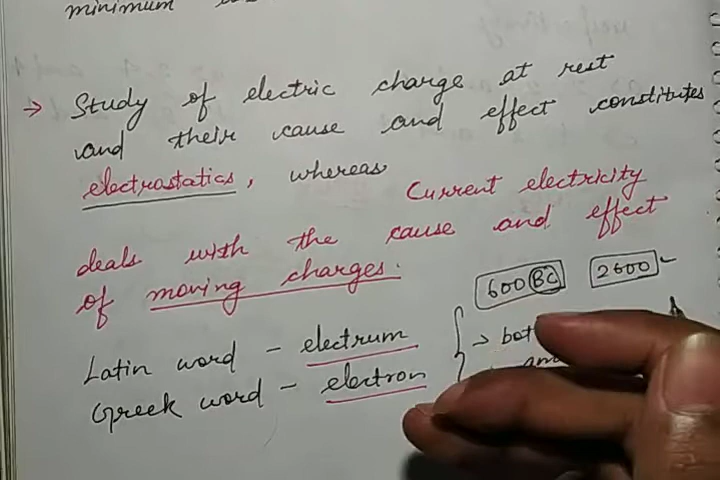 minimum
→ Study of electric charge at rest
and their cause and effect constitutes
electrostatics, whereas
Current electricity
deals with the cause and effect
of moving charges.
600 BC 2600
Latin word - electrum
→ bot
Greek word - electron